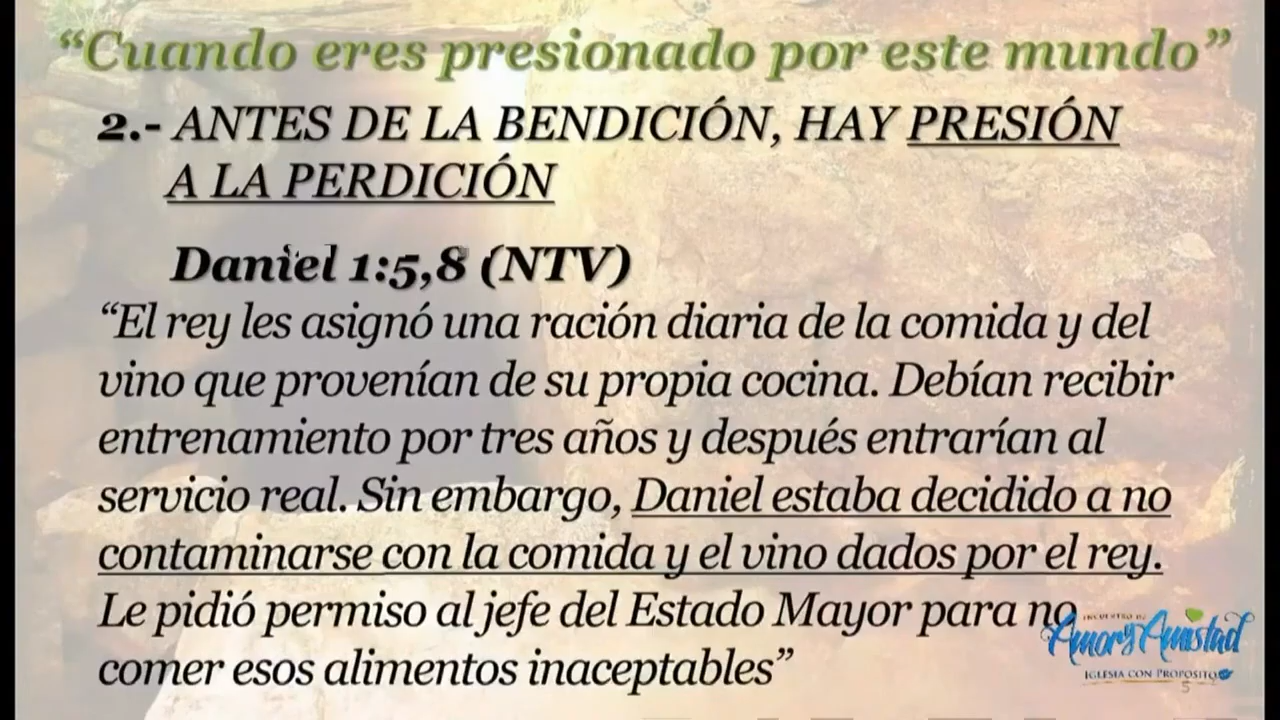 “Cuando eres presionado por este mundo”
2.- ANTES DE LA BENDICIÓN, HAY PRESIÓN
A LA PERDICIÓN
Daniel 1:5,8 (NTV)
“El rey les asignó una ración diaria de la comida y del
vino que provenían de su propia cocina. Debían recibir
entrenamiento por tres años y después entrarían al
servicio real. Sin embargo, Daniel estaba decidido a no
contaminarse con la comida y el vino dados por el rey.
Le pidió permiso al jefe del Estado Mayor para no
comer esos alimentos inaceptables”
ENCUENTRO DE
Amor y Amistad
IGLESIA CON PROPOSITO
5